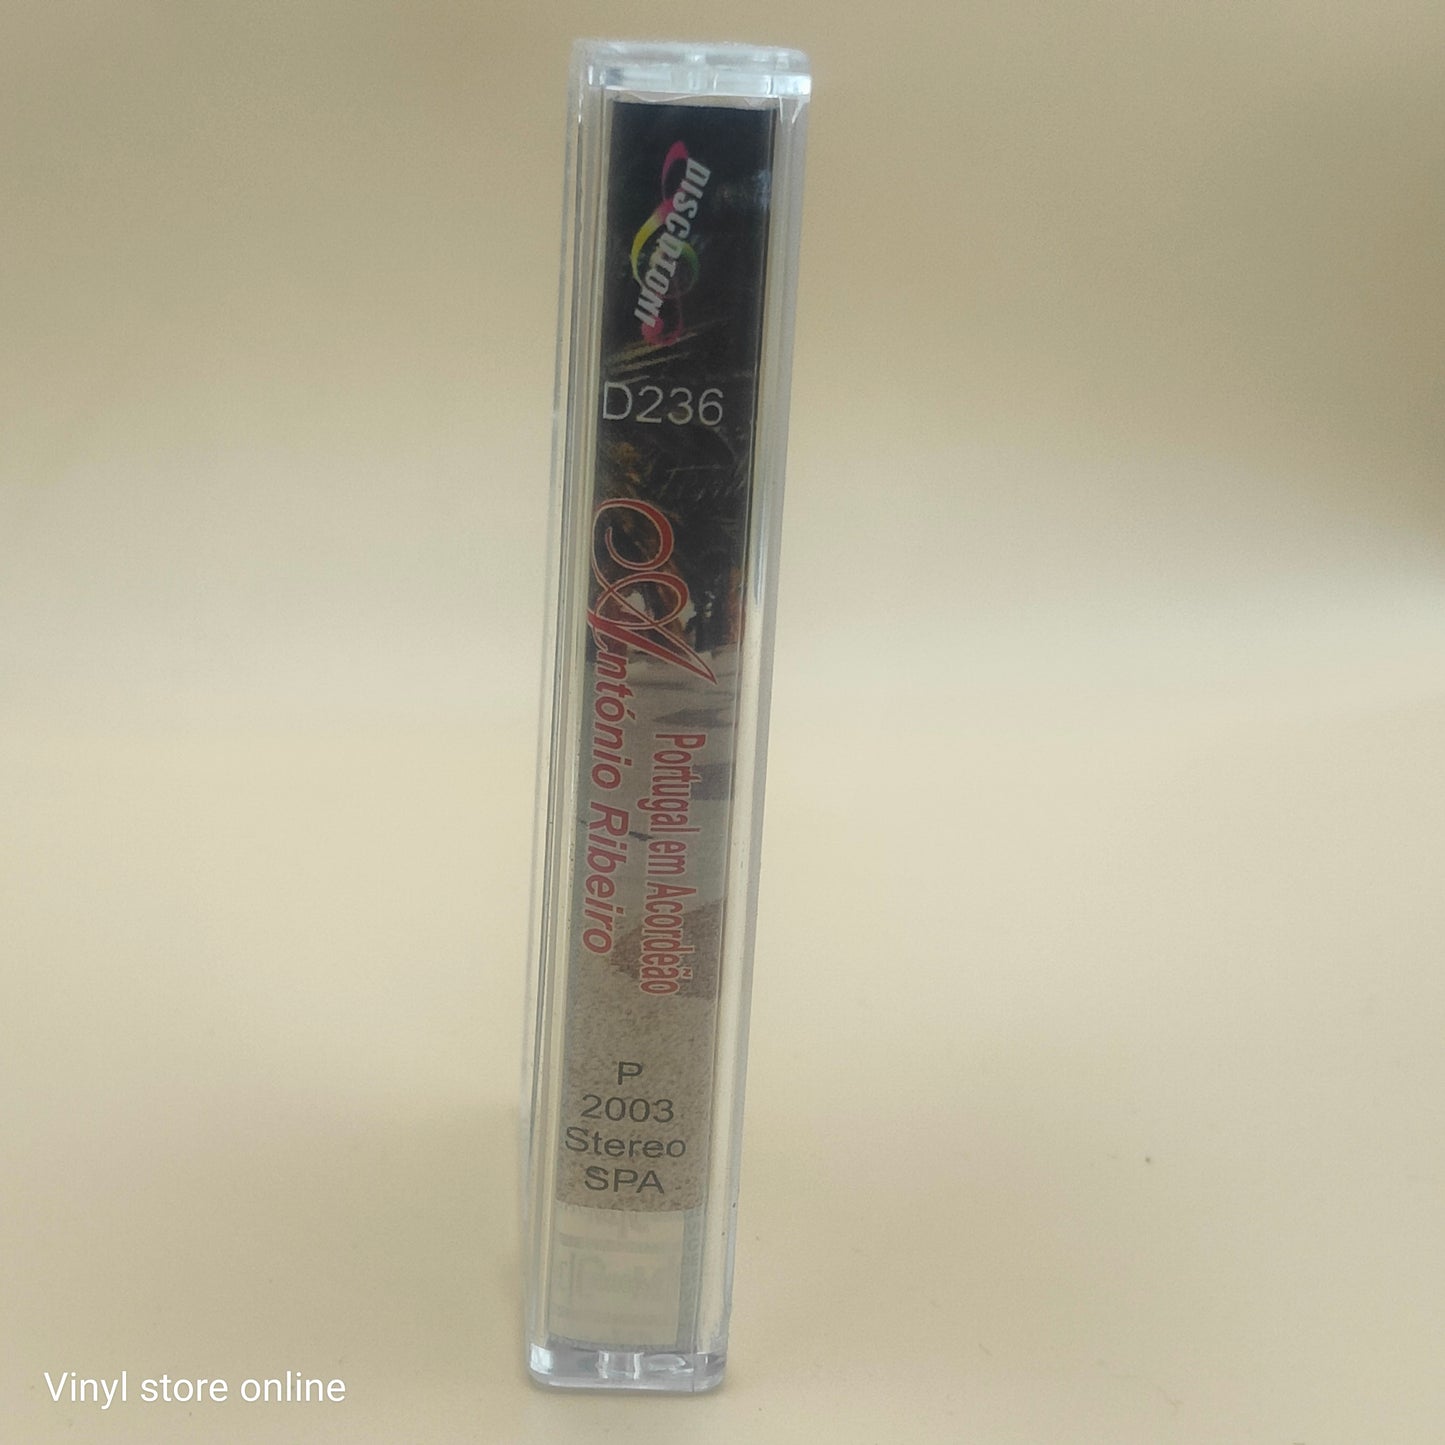 DISCOTONI
D236
António Ribeiro
Portugal em Acordeão
P
2003
Stereo
SPA
Vinyl store online